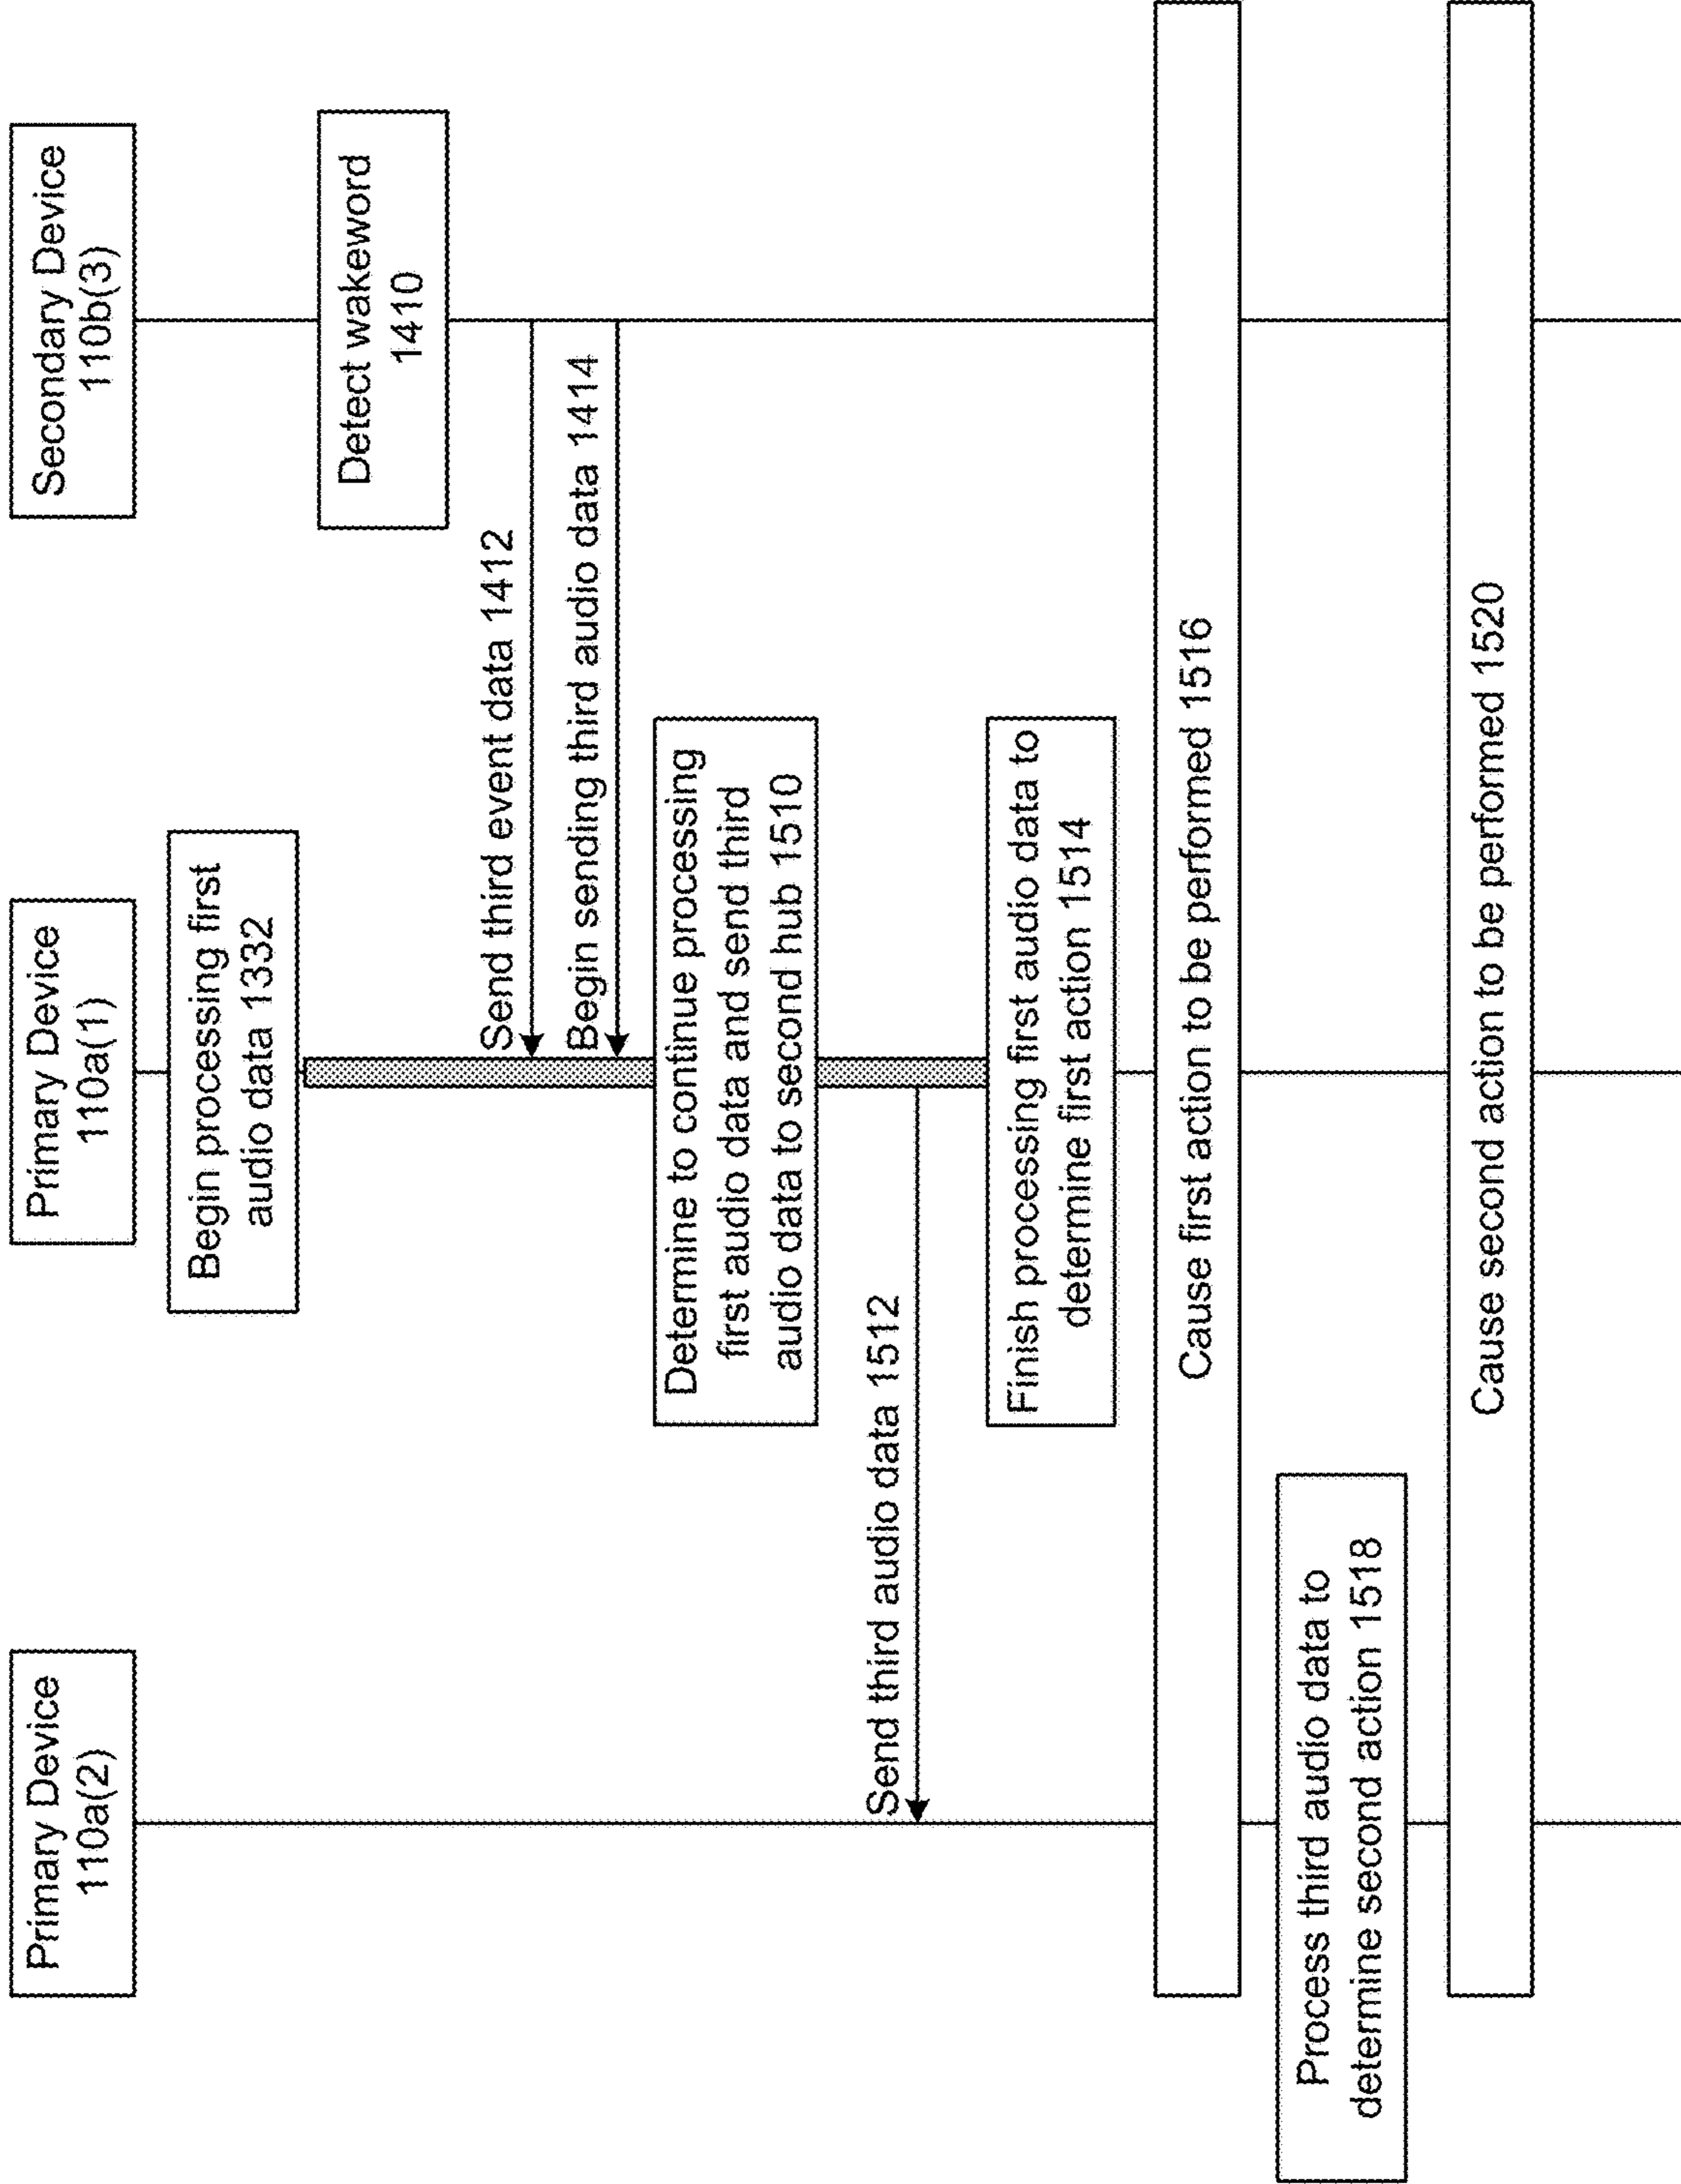 Primary Device
110a(2)
Primary Device
110a(1)
Secondary Device
110b(3)
Begin processing first
audio data 1332
Detect wakeword
1410
Send third event data 1412
Begin sending third audio data 1414
Determine to continue processing
first audio data and send third
audio data to second hub 1510
Send third audio data 1512
Finish processing first audio data to
determine first action 1514
Cause first action to be performed 1516
Process third audio data to
determine second action 1518
Cause second action to be performed 1520